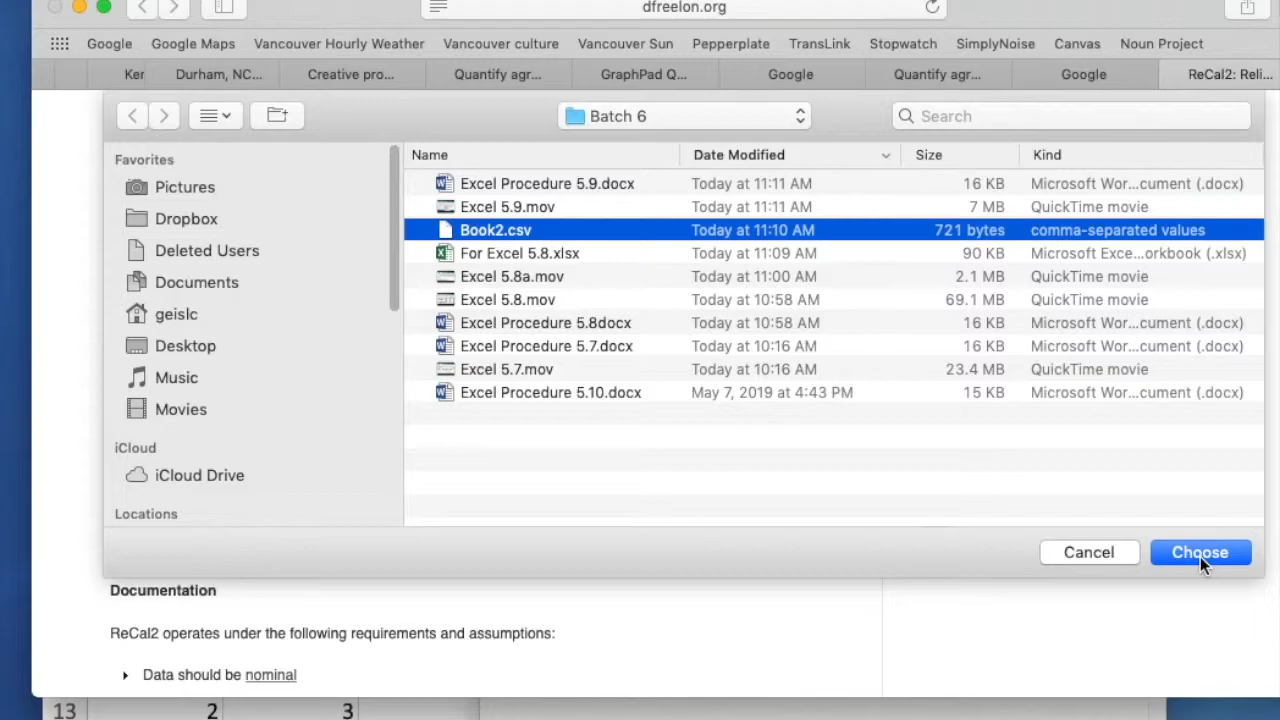 dfreelon.org
Google Google Maps Vancouver Hourly Weather Vancouver culture Vancouver Sun Pepperplate TransLink Stopwatch SimplyNoise Canvas Noun Project
Ker Durham, NC... Creative pro... Quantify agr... GraphPad Q... Google Quantify agr... Google ReCal2: Reli...
Batch 6 Search
Favorites
Pictures
Dropbox
Deleted Users
Documents
geislc
Desktop
Music
Movies
iCloud
iCloud Drive
Locations
Name Date Modified Size Kind
Excel Procedure 5.9.docx Today at 11:11 AM 16 KB Microsoft Wor...cument (.docx)
Excel 5.9.mov Today at 11:11 AM 7 MB QuickTime movie
Book2.csv Today at 11:10 AM 721 bytes comma-separated values
For Excel 5.8.xlsx Today at 11:09 AM 90 KB Microsoft Exce...orkbook (.xlsx)
Excel 5.8a.mov Today at 11:00 AM 2.1 MB QuickTime movie
Excel 5.8.mov Today at 10:58 AM 69.1 MB QuickTime movie
Excel Procedure 5.8docx Today at 10:58 AM 16 KB Microsoft Wor...cument (.docx)
Excel Procedure 5.7.docx Today at 10:16 AM 16 KB Microsoft Wor...cument (.docx)
Excel 5.7.mov Today at 10:16 AM 23.4 MB QuickTime movie
Excel Procedure 5.10.docx May 7, 2019 at 4:43 PM 15 KB Microsoft Wor...cument (.docx)
Cancel Choose
Documentation
ReCal2 operates under the following requirements and assumptions:
Data should be nominal
13 2 3